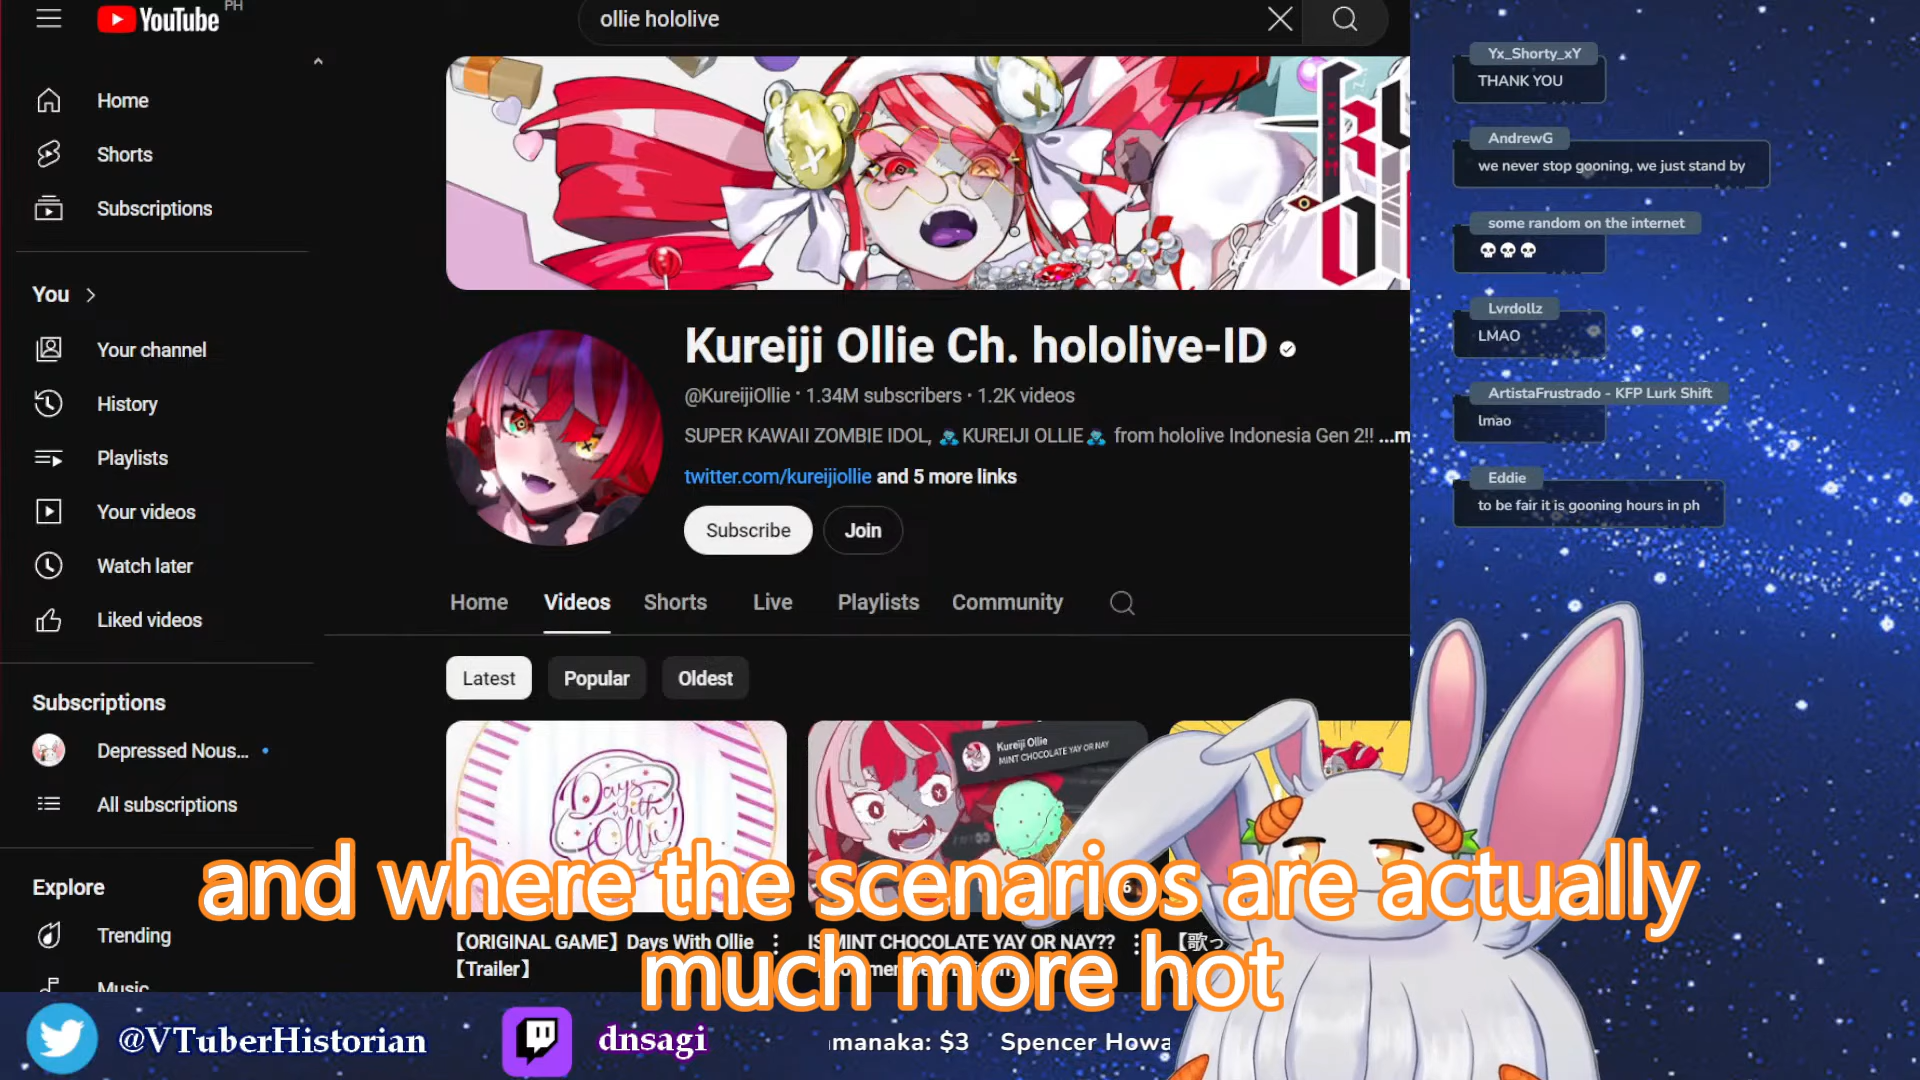 YouTube
PH
ollie hololive
Home
Shorts
Subscriptions
You
Your channel
History
Playlists
Your videos
Watch later
Liked videos
Subscriptions
Depressed Nous...
All subscriptions
Explore
Trending
Music
Kureiji Ollie Ch. hololive-ID
@KureijiOllie · 1.34M subscribers · 1.2K videos
SUPER KAWAII ZOMBIE IDOL, 🧟KUREIJI OLLIE🧟 from hololive Indonesia Gen 2!! ...m
twitter.com/kureijiollie and 5 more links
Subscribe
Join
Home
Videos
Shorts
Live
Playlists
Community
Latest
Popular
Oldest
Days
with
Ollie
Kureiji Ollie
MINT CHOCOLATE YAY OR NAY
【ORIGINAL GAME】Days With Ollie
【Trailer】
IS MINT CHOCOLATE YAY OR NAY??
【歌っ
Yx_Shorty_xY
THANK YOU
AndrewG
we never stop gooning, we just stand by
some random on the internet
💀💀💀
Lvrdollz
LMAO
ArtistaFrustrado - KFP Lurk Shift
lmao
Eddie
to be fair it is gooning hours in ph
and where the scenarios are actually
much more hot
@VTuberHistorian
dnsagi
manaka: $3
Spencer Howa